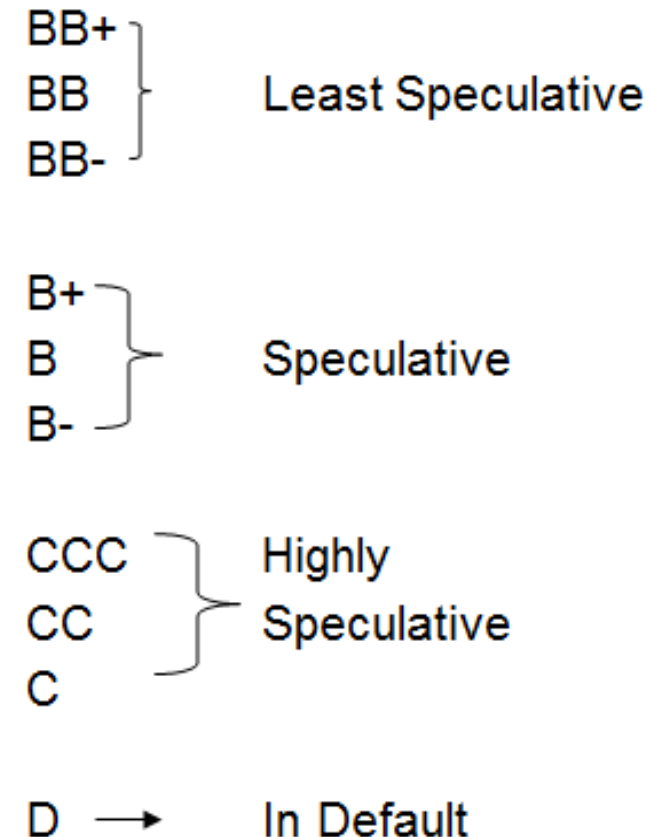 BB+
BB Least Speculative
BB-
B+
B Speculative
B-
CCC Highly
CC Speculative
C
D In Default